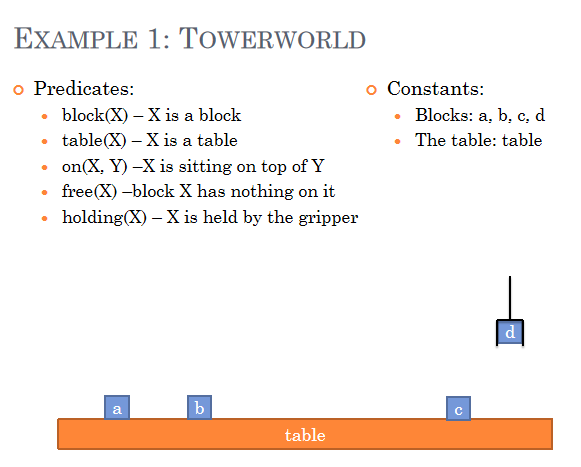 EXAMPLE 1: TOWERWORLD
Predicates:
block(X) – X is a block
table(X) – X is a table
on(X, Y) –X is sitting on top of Y
free(X) –block X has nothing on it
holding(X) – X is held by the gripper
Constants:
Blocks: a, b, c, d
The table: table
d
a
b
c
table